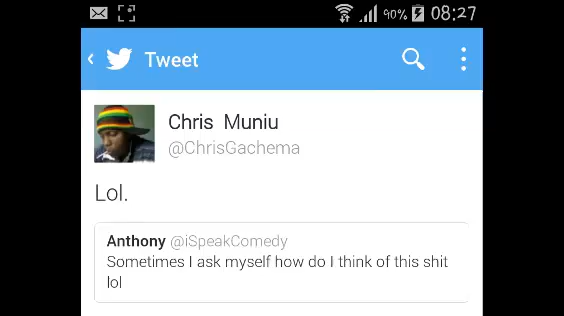 90% 08:27
Tweet
Chris Muniu
@ChrisGachema
Lol.
Anthony @iSpeakComedy
Sometimes I ask myself how do I think of this shit
lol